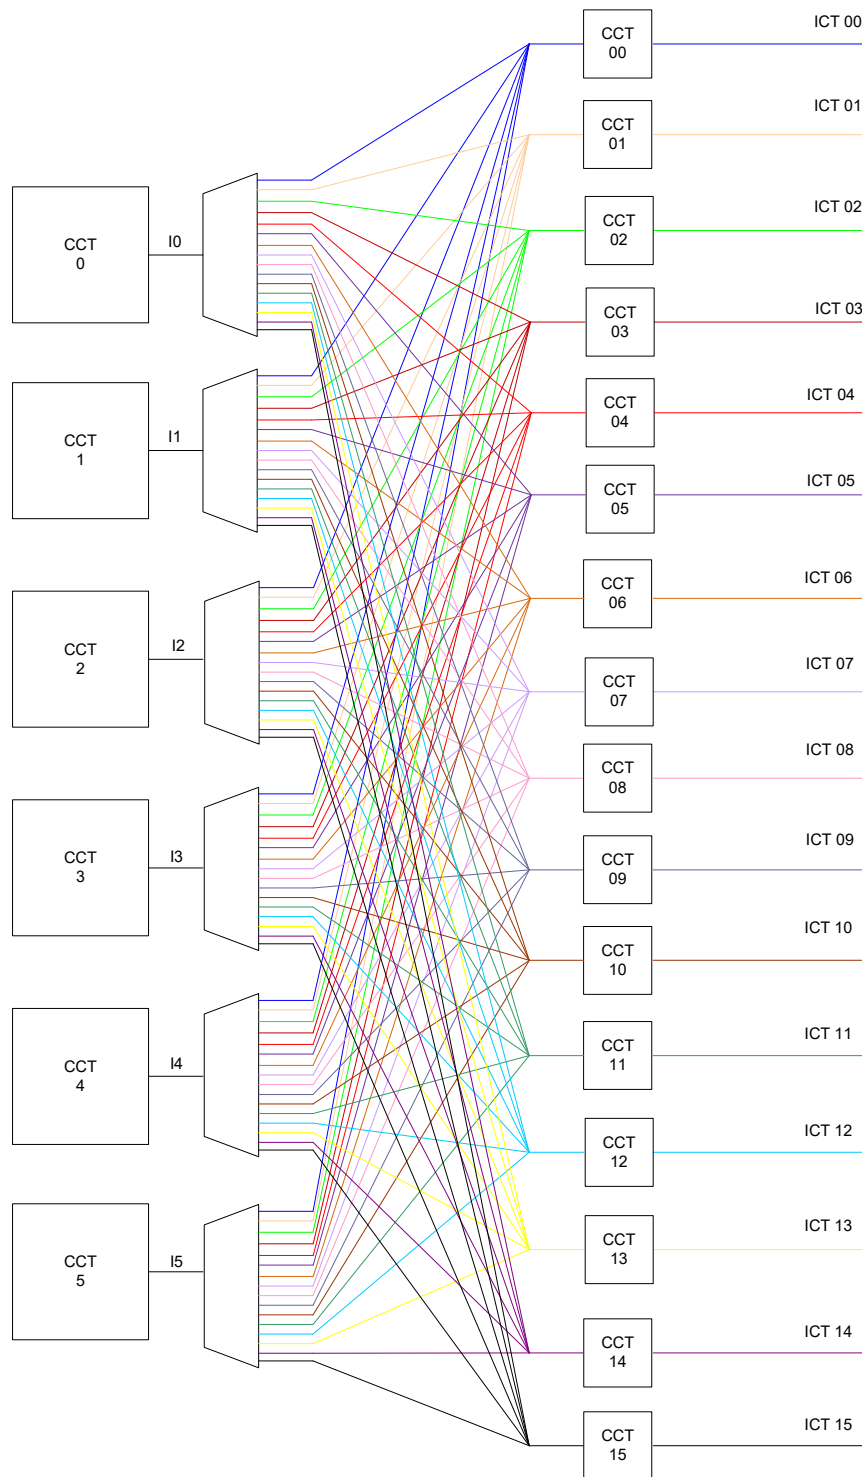 CCT
00
ICT 00
CCT
01
ICT 01
CCT
02
ICT 02
CCT
03
ICT 03
CCT
04
ICT 04
CCT
05
ICT 05
CCT
06
ICT 06
CCT
07
ICT 07
CCT
08
ICT 08
CCT
09
ICT 09
CCT
10
ICT 10
CCT
11
ICT 11
CCT
12
ICT 12
CCT
13
ICT 13
CCT
14
ICT 14
CCT
15
ICT 15
CCT
0
I0
CCT
1
I1
CCT
2
I2
CCT
3
I3
CCT
4
I4
CCT
5
I5